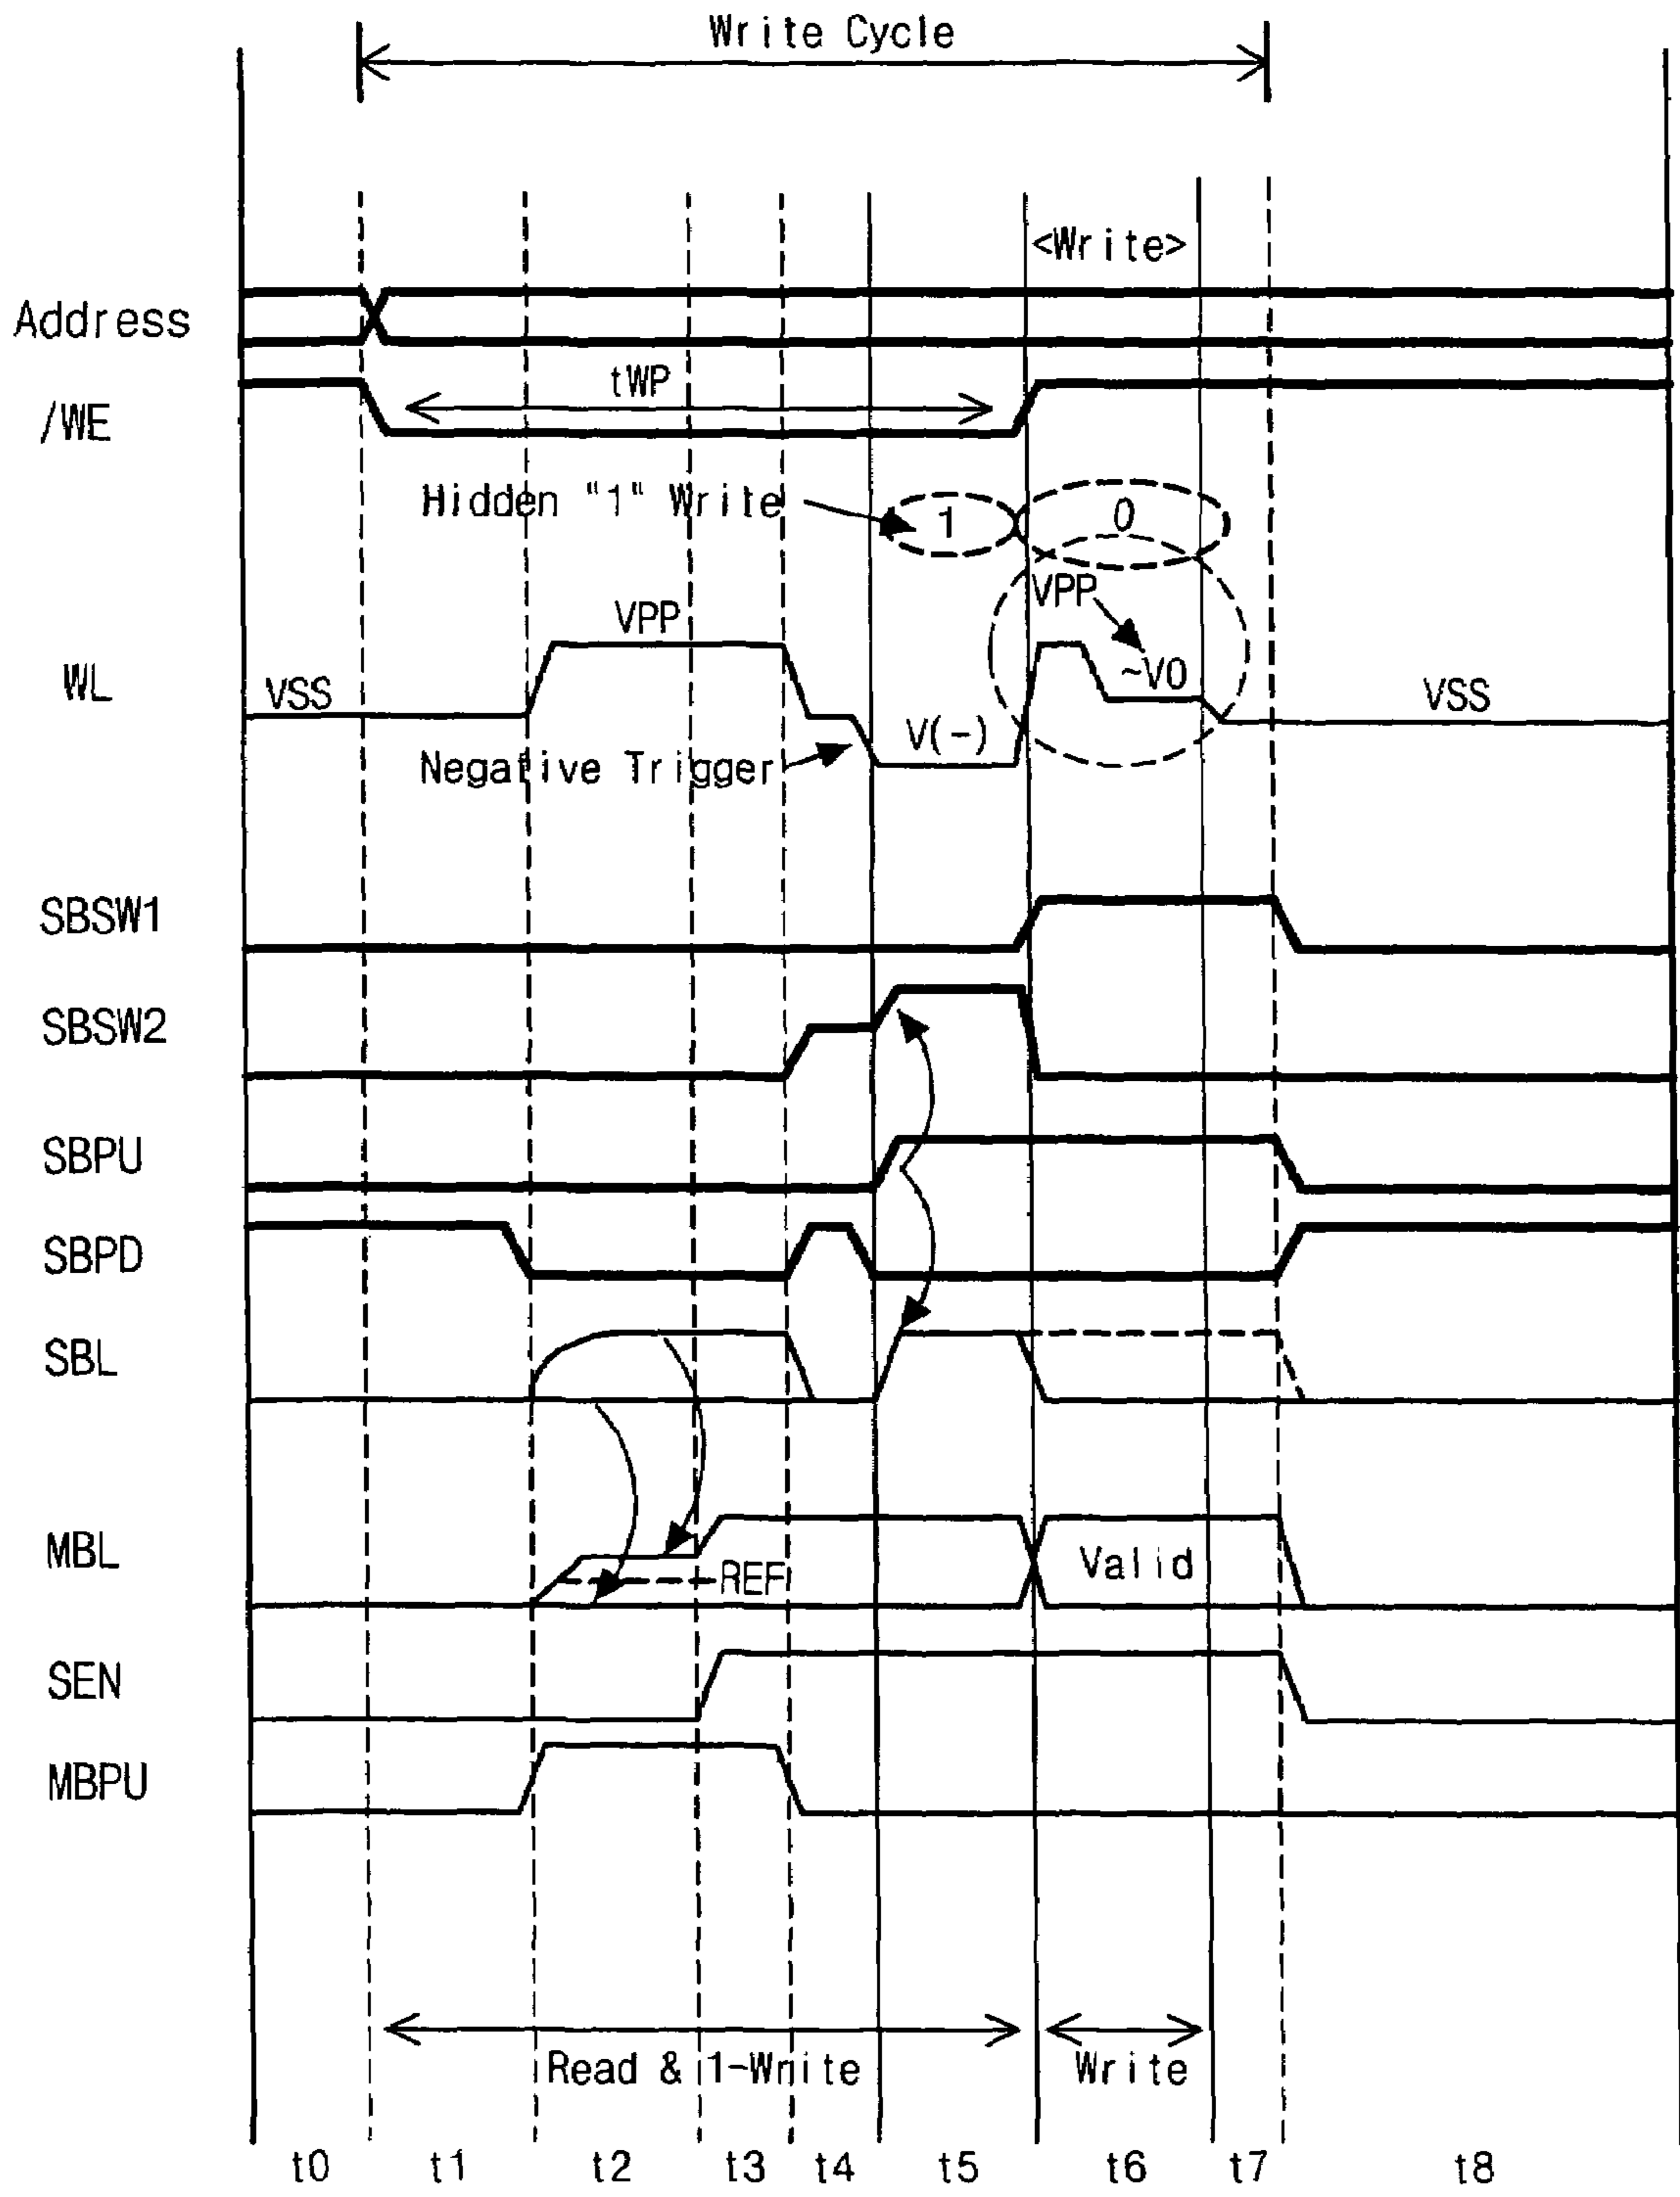 Write Cycle
<Write>
Address
tWP
/WE
Hidden "1" Write
1
0
VPP
VPP
~V0
WL
VSS
VSS
V(-)
Negative Trigger
SBSW1
SBSW2
SBPU
SBPD
SBL
MBL
Valid
REF
SEN
MBPU
Read & 1-Write
Write
t0 t1 t2 t3 t4 t5 t6 t7 t8